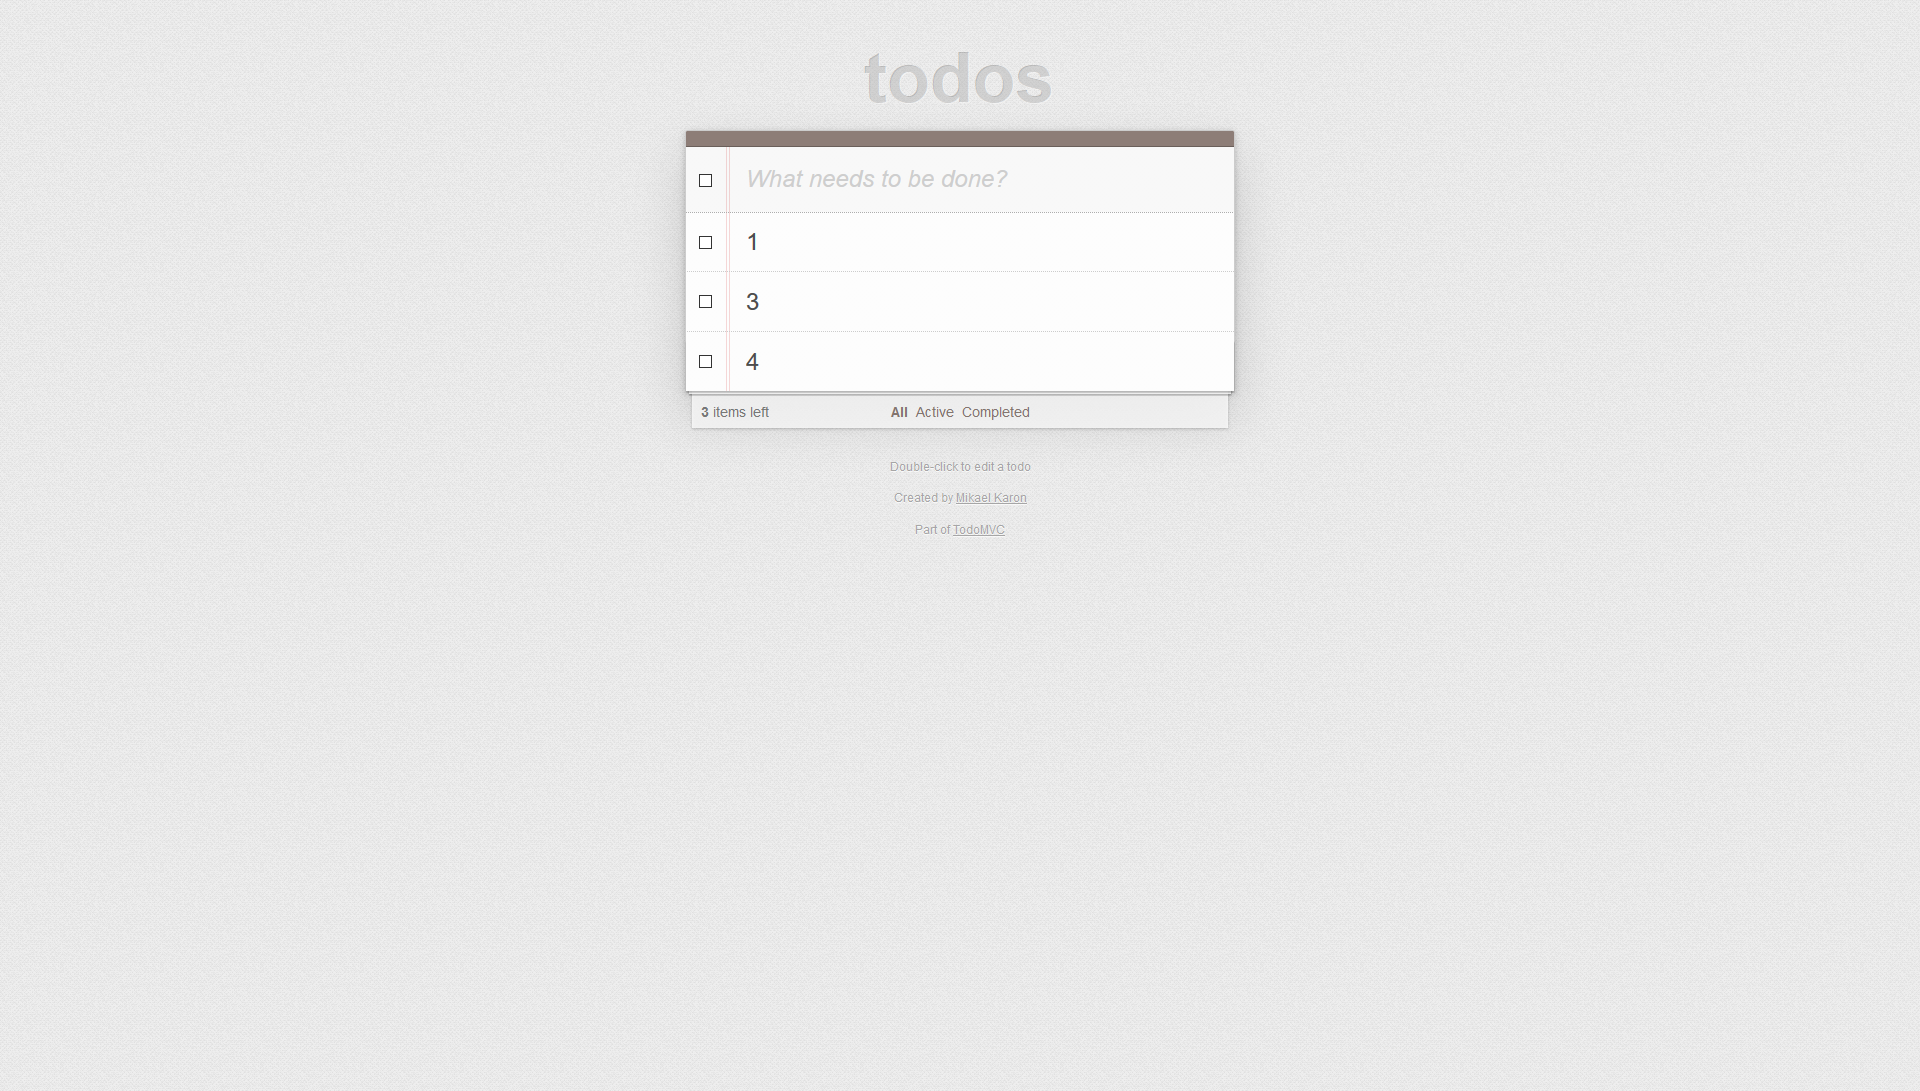 todos
What needs to be done?
1
3
4
3 items left All Active Completed
Double-click to edit a todo
Created by Mikael Karon
Part of TodoMVC